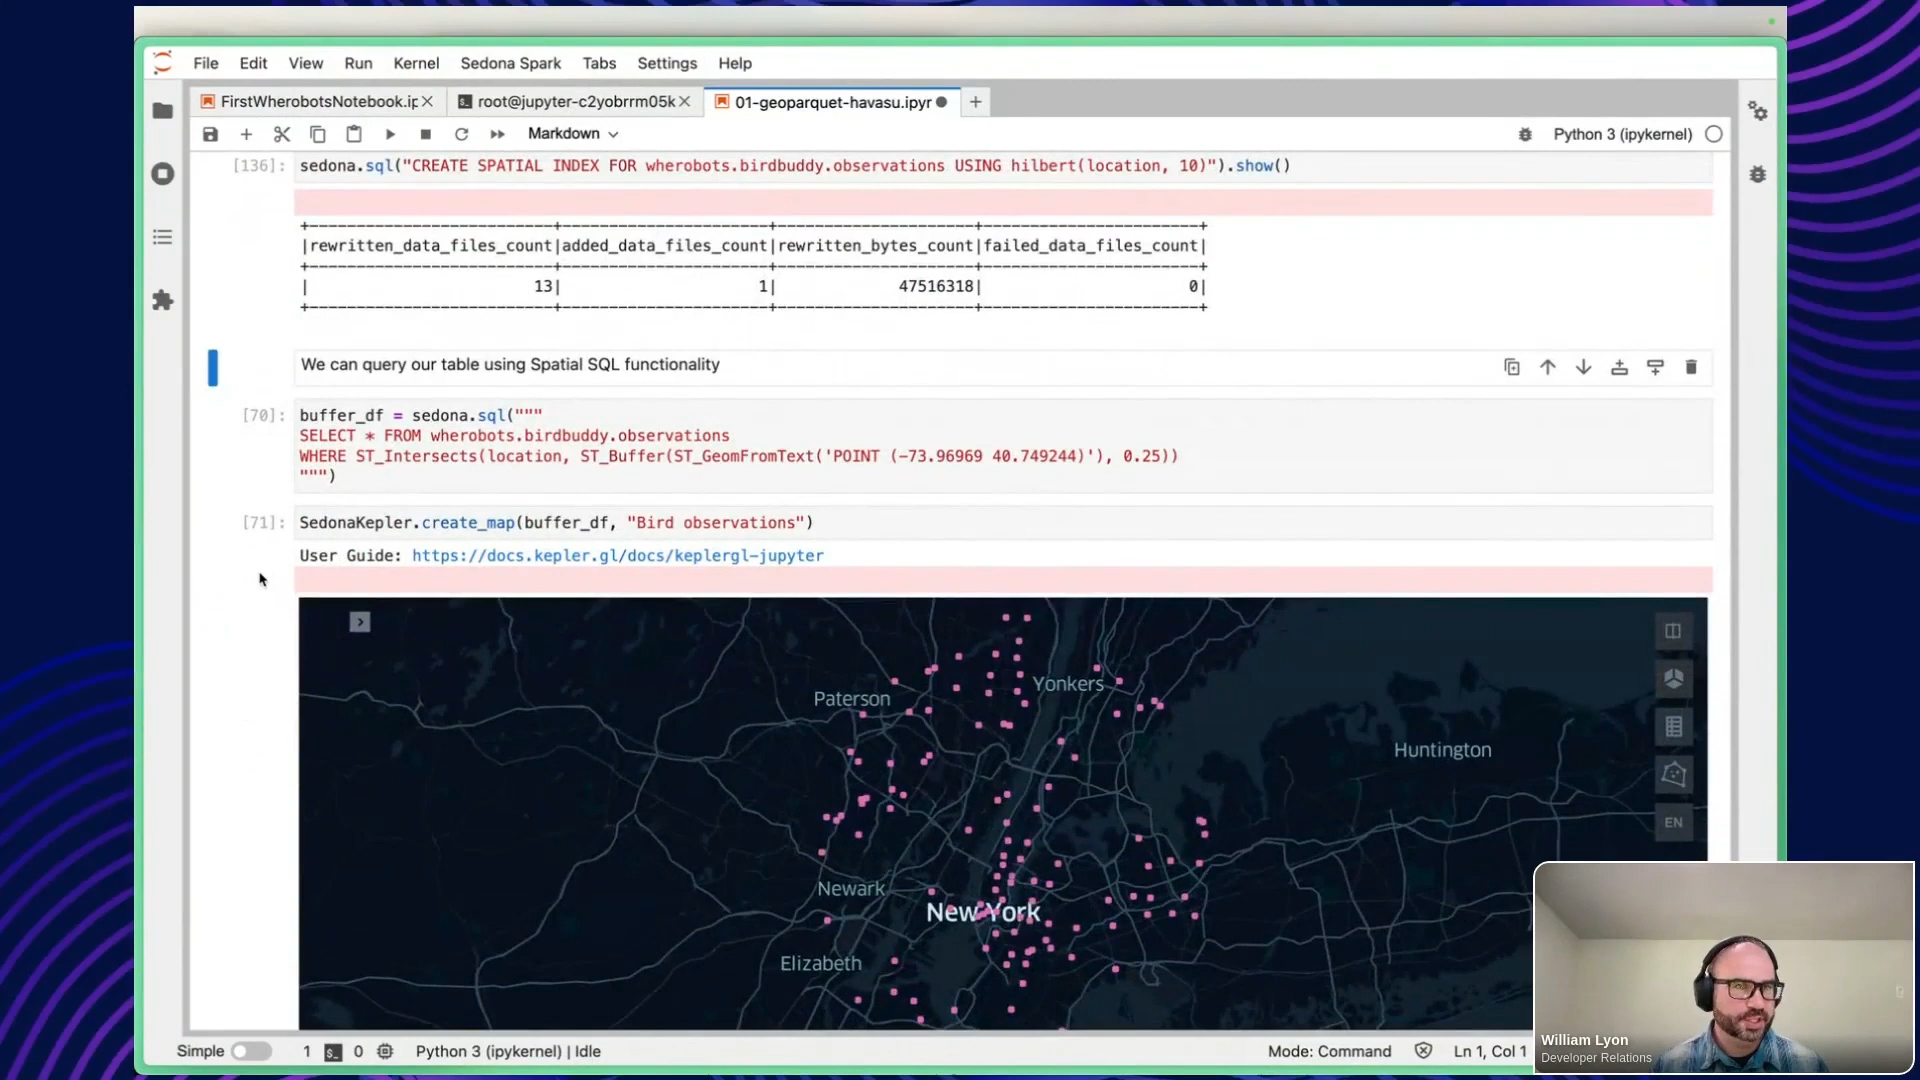 File Edit View Run Kernel Sedona Spark Tabs Settings Help
FirstWherobotsNotebook.ip root@jupyter-c2yobrrm05k 01-geoparquet-havasu.ipyr
Markdown Python 3 (ipykernel)
[136]: sedona.sql("CREATE SPATIAL INDEX FOR wherobots.birdbuddy.observations USING hilbert(location, 10)").show()
+-------------------------+----------------------+---------------------+------------------------+
|rewritten_data_files_count|added_data_files_count|rewritten_bytes_count|failed_data_files_count|
+-------------------------+----------------------+---------------------+------------------------+
| 13| 1| 47516318| 0|
+-------------------------+----------------------+---------------------+------------------------+
We can query our table using Spatial SQL functionality
[70]: buffer_df = sedona.sql("""
SELECT * FROM wherobots.birdbuddy.observations
WHERE ST_Intersects(location, ST_Buffer(ST_GeomFromText('POINT (-73.96969 40.749244)'), 0.25))
""")
[71]: SedonaKepler.create_map(buffer_df, "Bird observations")
User Guide: https://docs.kepler.gl/docs/keplergl-jupyter
Yonkers
Paterson
Huntington
EN
Newark
New York
Elizabeth
William Lyon
Developer Relations
Simple 1 0 Python 3 (ipykernel) | Idle Mode: Command Ln 1, Col 1